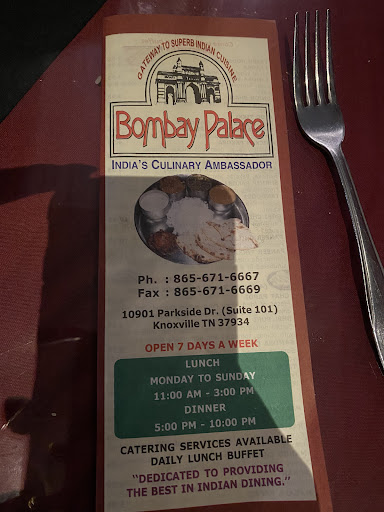 GATEWAY TO SUPERB INDIAN CUISINE
Bombay Palace
INDIA'S CULINARY AMBASSADOR
Ph. : 865-671-6667
Fax : 865-671-6669
10901 Parkside Dr. (Suite 101)
Knoxville TN 37934
OPEN 7 DAYS A WEEK
LUNCH
MONDAY TO SUNDAY
11:00 AM - 3:00 PM
DINNER
5:00 PM - 10:00 PM
CATERING SERVICES AVAILABLE
DAILY LUNCH BUFFET
"DEDICATED TO PROVIDING
THE BEST IN INDIAN DINING."